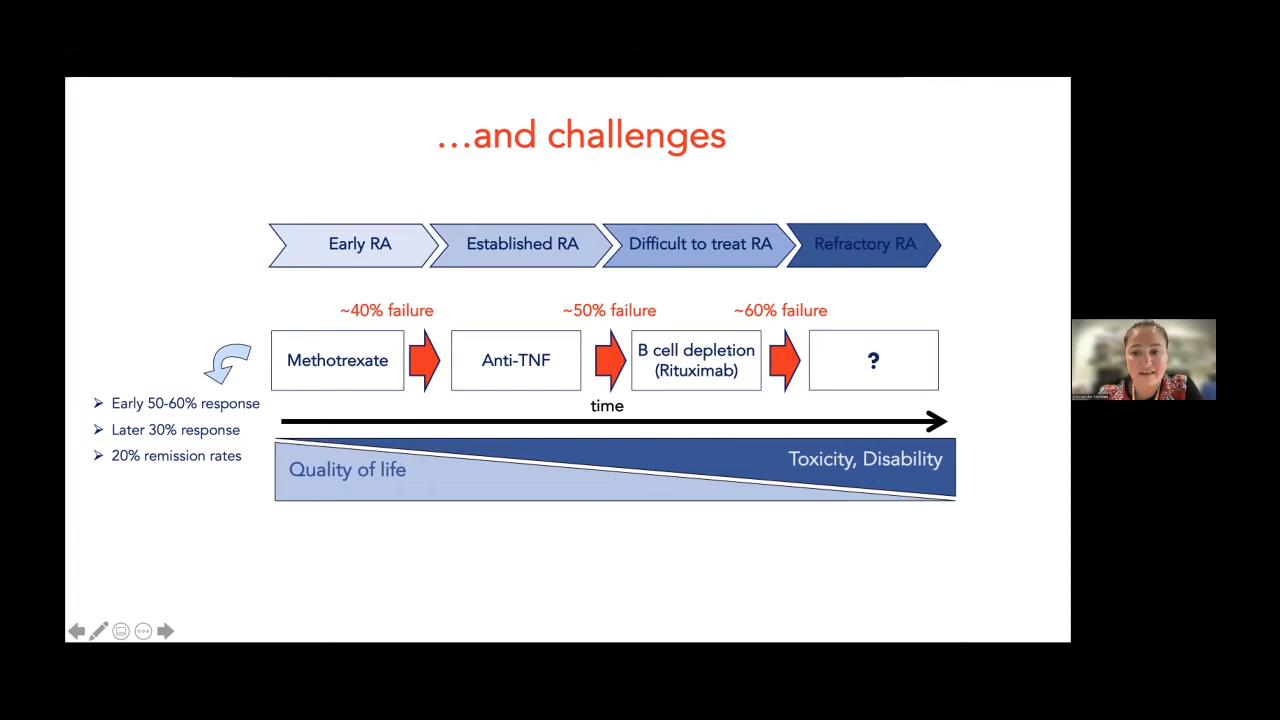 …and challenges
Early RA
Established RA
Difficult to treat RA
Refractory RA
~40% failure
~50% failure
~60% failure
Methotrexate
Anti-TNF
B cell depletion
(Rituximab)
?
➢ Early 50-60% response
➢ Later 30% response
➢ 20% remission rates
time
Quality of life
Toxicity, Disability